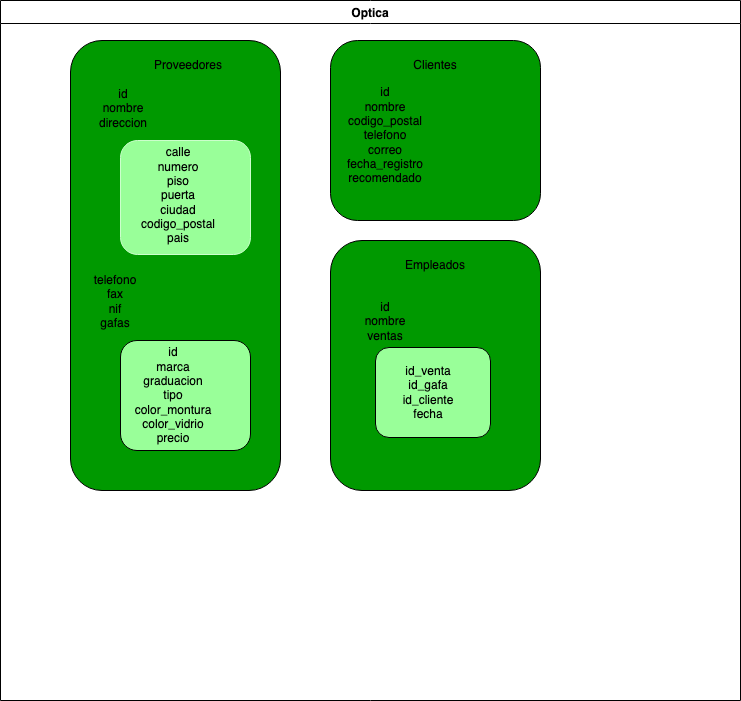 Optica
Proveedores
id
nombre
direccion
calle
numero
piso
puerta
ciudad
codigo_postal
pais
telefono
fax
nif
gafas
id
marca
graduacion
tipo
color_montura
color_vidrio
precio
Clientes
id
nombre
codigo_postal
telefono
correo
fecha_registro
recomendado
Empleados
id
nombre
ventas
id_venta
id_gafa
id_cliente
fecha